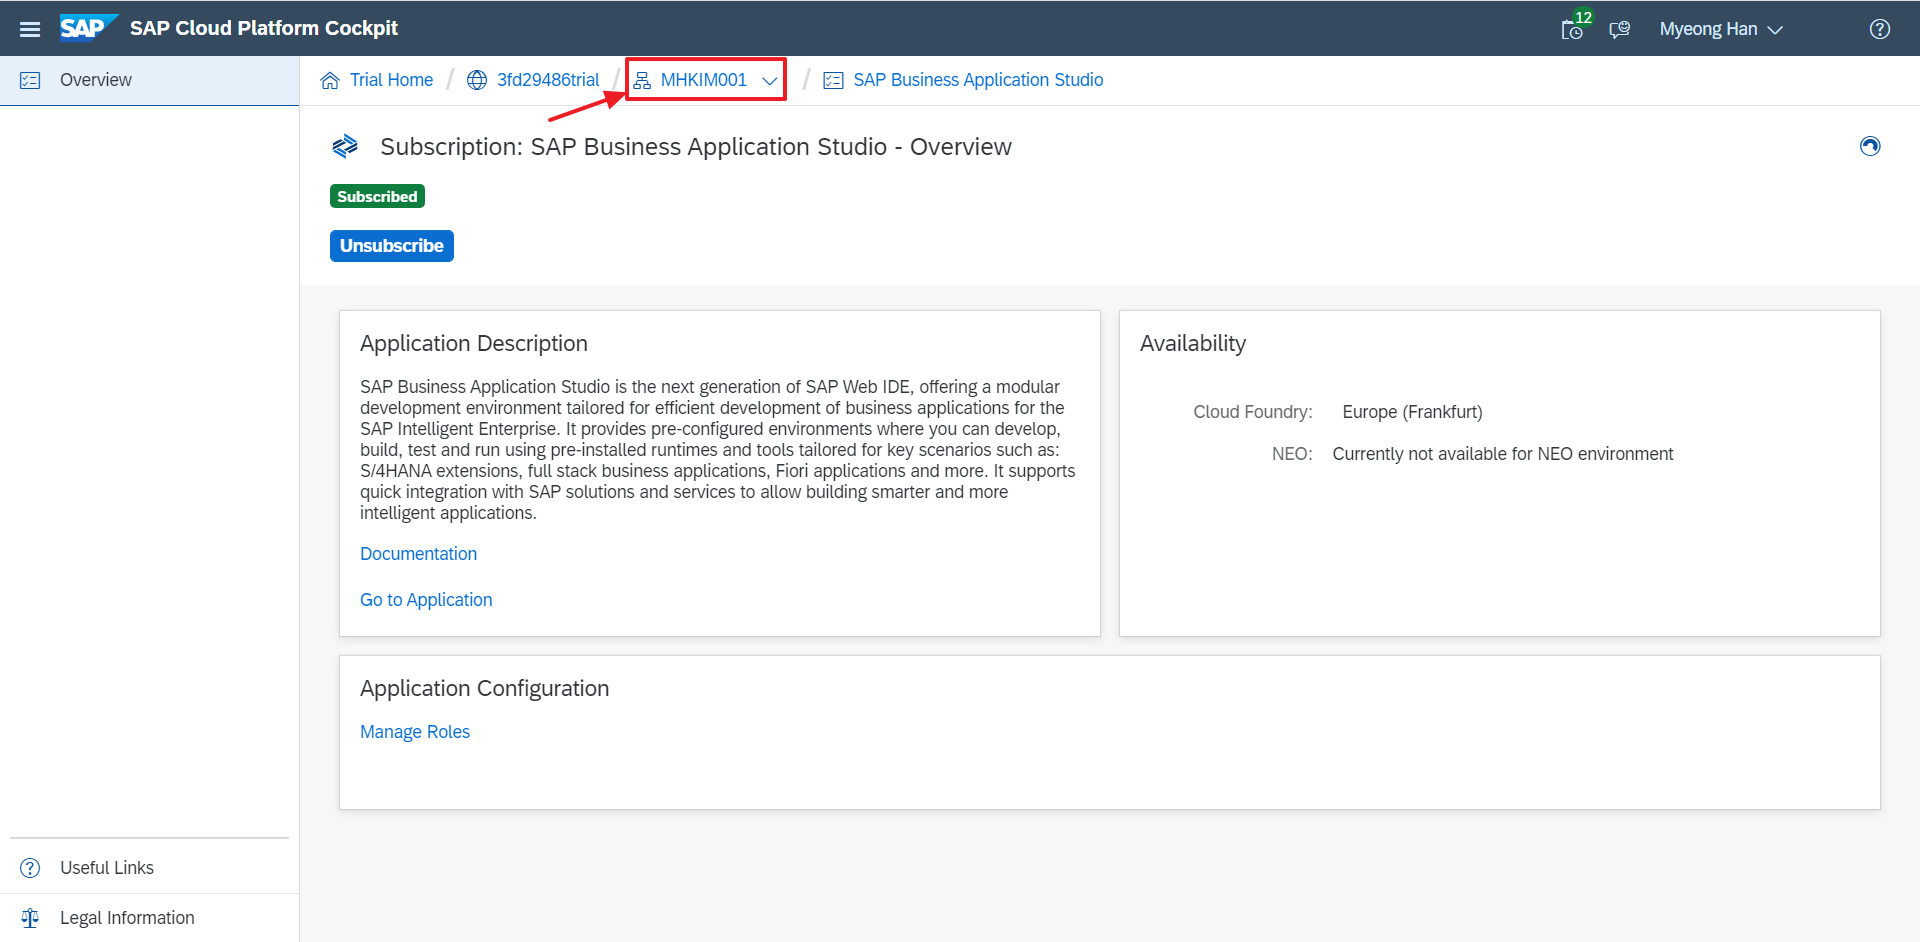 SAP SAP Cloud Platform Cockpit
12
Myeong Han
Overview
Trial Home / 3fd29486trial / MHKIM001 / SAP Business Application Studio
Subscription: SAP Business Application Studio - Overview
Subscribed
Unsubscribe
Application Description
SAP Business Application Studio is the next generation of SAP Web IDE, offering a modular
development environment tailored for efficient development of business applications for the
SAP Intelligent Enterprise. It provides pre-configured environments where you can develop,
build, test and run using pre-installed runtimes and tools tailored for key scenarios such as:
S/4HANA extensions, full stack business applications, Fiori applications and more. It supports
quick integration with SAP solutions and services to allow building smarter and more
intelligent applications.
Documentation
Go to Application
Availability
Cloud Foundry: Europe (Frankfurt)
NEO: Currently not available for NEO environment
Application Configuration
Manage Roles
Useful Links
Legal Information